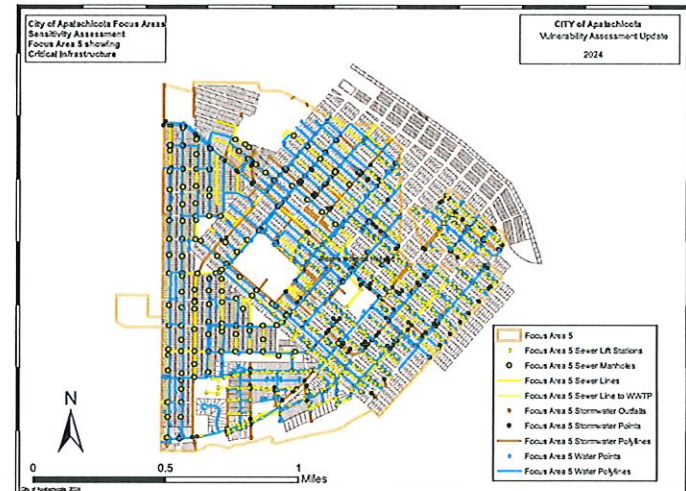 City of Apalachicola Focus Areas
Sensitivity Assessment
Focus Area 5 showing
Critical Infrastructure
CITY of Apalachicola
Vulnerability Assessment Update
2024
Focus Area 5
Focus Area 5 Sewer Lift Stations
Focus Area 5 Sewer Manholes
Focus Area 5 Sewer Lines
Focus Area 5 Sewer Line to WWTP
Focus Area 5 Stormwater Outfalls
Focus Area 5 Stormwater Points
Focus Area 5 Stormwater Polylines
Focus Area 5 Water Points
Focus Area 5 Water Polylines
N
0 0.5 1
Miles
City of Apalachicola, 2024